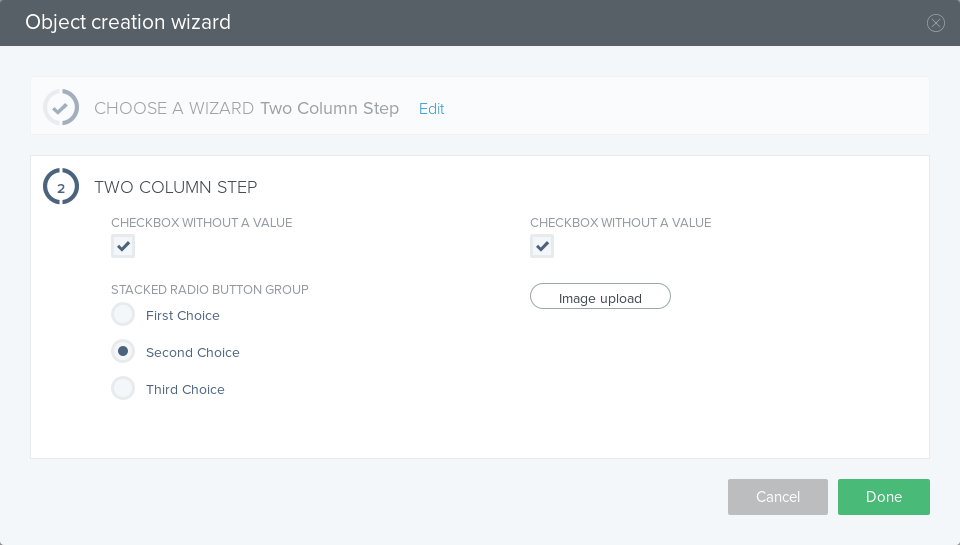 Object creation wizard
CHOOSE A WIZARD Two Column Step Edit
2 TWO COLUMN STEP
CHECKBOX WITHOUT A VALUE
CHECKBOX WITHOUT A VALUE
STACKED RADIO BUTTON GROUP
First Choice
Second Choice
Third Choice
Image upload
Cancel
Done